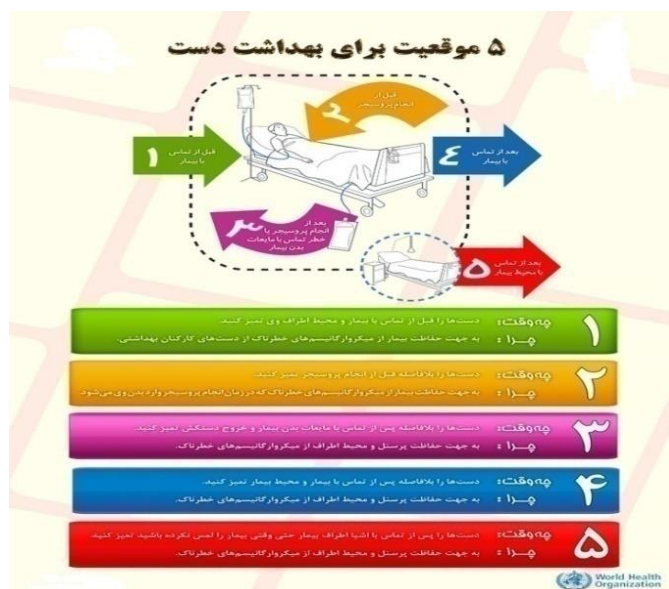 ۵ موقعیت برای بهداشت دست
قبل از
انجام پروسیجر
۲
۱
قبل از تماس
با بیمار
۴
بعد از تماس
با بیمار
۳
بعد از
انجام پروسیجر یا
خطر تماس با مایعات
بدن بیمار
۵
بعد از تماس
با محیط بیمار
۱
چه‌وقت: دست‌ها را قبل از تماس با بیمار و محیط اطراف وی تمیز کنید.
چرا: به جهت حفاظت بیمار از میکروارگانیسم‌های خطرناک از دست‌های کارکنان بهداشتی.
۲
چه‌وقت: دست‌ها را بلافاصله قبل از انجام پروسیجر تمیز کنید.
چرا: به جهت حفاظت بیمار از میکروارگانیسم‌های خطرناک که در زمان انجام پروسیجر وارد بدن وی می‌شود.
۳
چه‌وقت: دست‌ها را بلافاصله پس از تماس با مایعات بدن بیمار و خروج دستکش تمیز کنید.
چرا: به جهت حفاظت پرسنل و محیط اطراف از میکروارگانیسم‌های خطرناک.
۴
چه‌وقت: دست‌ها را بلافاصله پس از تماس با بیمار و محیط بیمار تمیز کنید.
چرا: به جهت حفاظت پرسنل و محیط اطراف از میکروارگانیسم‌های خطرناک.
۵
چه‌وقت: دست‌ها را پس از تماس با اشیا اطراف بیمار حتی وقتی بیمار را لمس نکرده باشید، تمیز کنید.
چرا: به جهت حفاظت پرسنل و محیط اطراف از میکروارگانیسم‌های خطرناک.
World Health
Organization